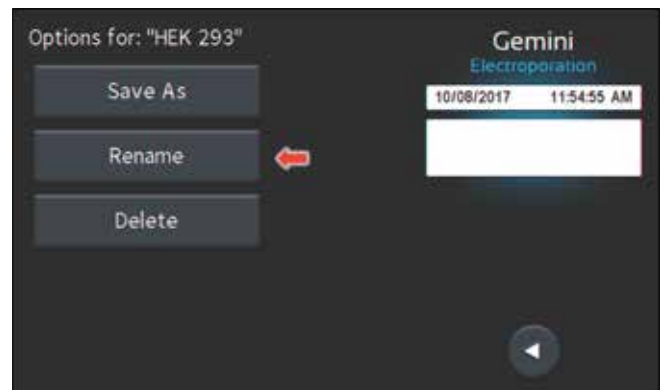 Options for: "HEK 293"
Save As
Rename
Delete
Gemini
Electroporation
10/08/2017 11:54:55 AM